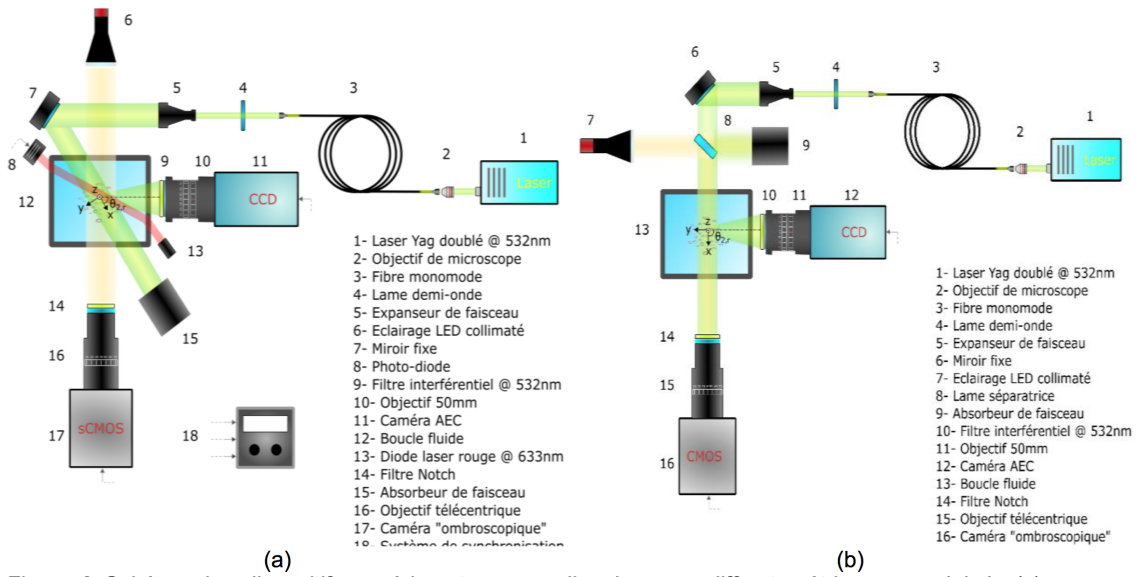 6
7
5
4
3
1
2
Laser
8
9
10
11
12
CCD
z
y
x
θ2,r
13
14
15
16
17
sCMOS
18
1- Laser Yag doublé @ 532nm
2- Objectif de microscope
3- Fibre monomode
4- Lame demi-onde
5- Expanseur de faisceau
6- Eclairage LED collimaté
7- Miroir fixe
8- Photo-diode
9- Filtre interférentiel @ 532nm
10- Objectif 50mm
11- Caméra AEC
12- Boucle fluide
13- Diode laser rouge @ 633nm
14- Filtre Notch
15- Absorbeur de faisceau
16- Objectif télécentrique
17- Caméra "ombroscopique"
18- Système de synchronisation
(a)
6
5
4
3
1
2
Laser
7
8
9
10
11
12
CCD
13
z
y
x
θ2,r
14
15
16
CMOS
1- Laser Yag doublé @ 532nm
2- Objectif de microscope
3- Fibre monomode
4- Lame demi-onde
5- Expanseur de faisceau
6- Miroir fixe
7- Eclairage LED collimaté
8- Lame séparatrice
9- Absorbeur de faisceau
10- Filtre interférentiel @ 532nm
11- Objectif 50mm
12- Caméra AEC
13- Boucle fluide
14- Filtre Notch
15- Objectif télécentrique
16- Caméra "ombroscopique"
(b)